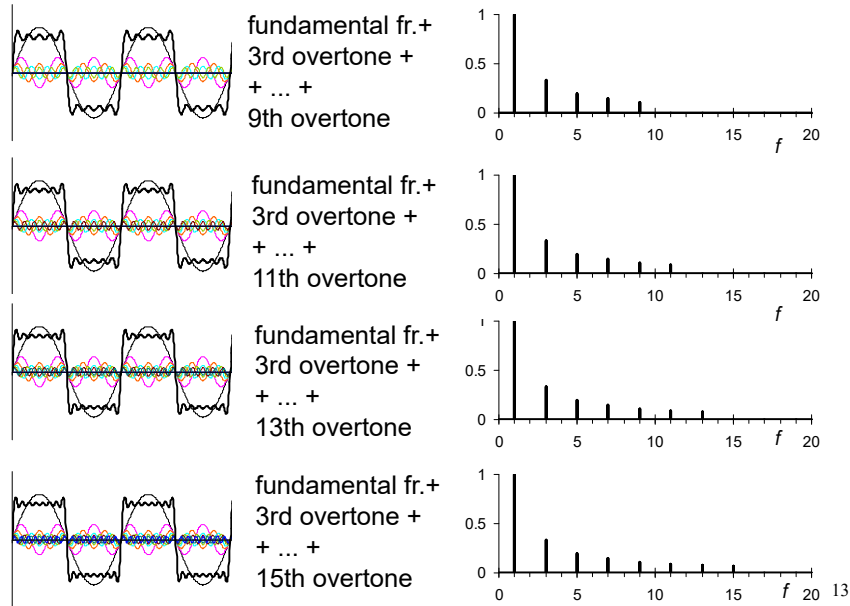 fundamental fr.+
3rd overtone +
+ ... +
9th overtone
1
0.5
0
0 5 10 15 20
f
fundamental fr.+
3rd overtone +
+ ... +
11th overtone
1
0.5
0
0 5 10 15 20
f
fundamental fr.+
3rd overtone +
+ ... +
13th overtone
1
0.5
0
0 5 10 15 20
f
fundamental fr.+
3rd overtone +
+ ... +
15th overtone
1
0.5
0
0 5 10 15 20
f
13